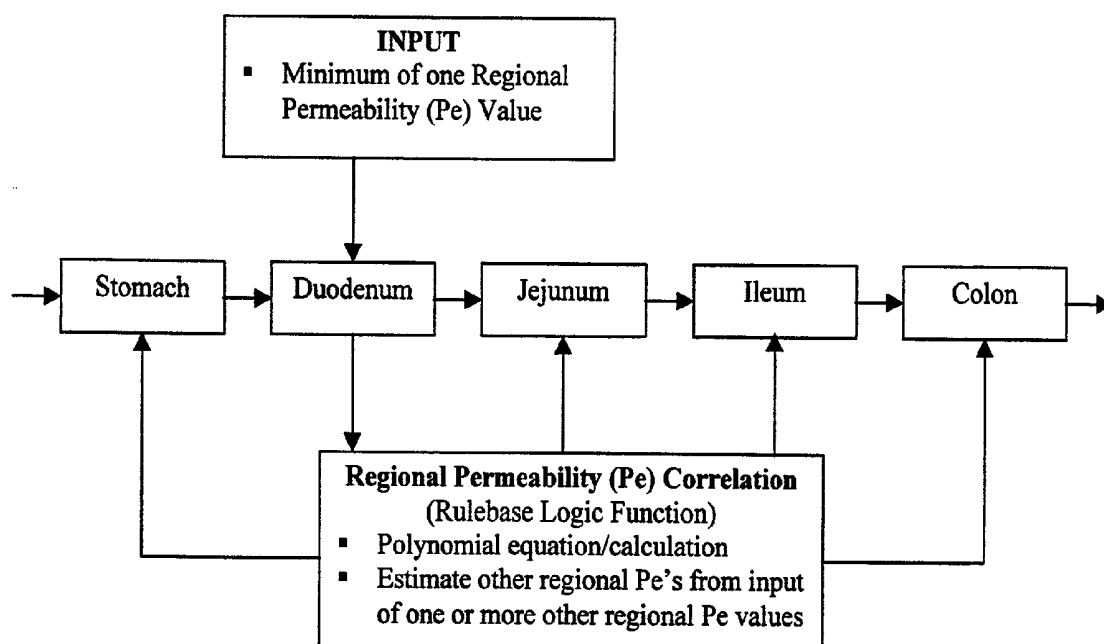 INPUT
▪ Minimum of one Regional
Permeability (Pe) Value
Stomach
Duodenum
Jejunum
Ileum
Colon
Regional Permeability (Pe) Correlation
(Rulebase Logic Function)
▪ Polynomial equation/calculation
▪ Estimate other regional Pe's from input
of one or more other regional Pe values